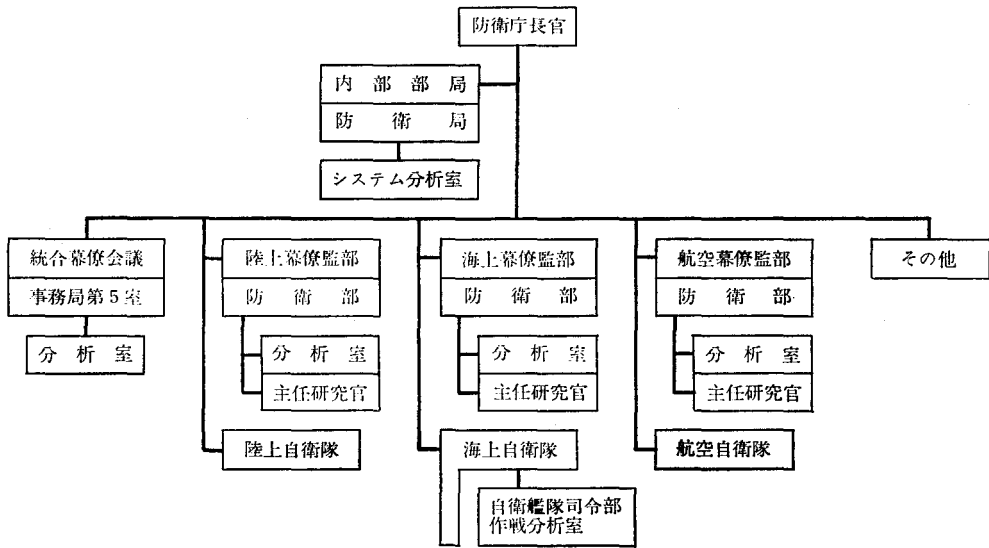 防衛庁長官
内部部局
防衛局
システム分析室
統合幕僚会議
事務局第5室
分析室
陸上幕僚監部
防衛部
分析室
主任研究官
陸上自衛隊
海上幕僚監部
防衛部
分析室
主任研究官
海上自衛隊
自衛艦隊司令部
作戦分析室
航空幕僚監部
防衛部
分析室
主任研究官
航空自衛隊
その他